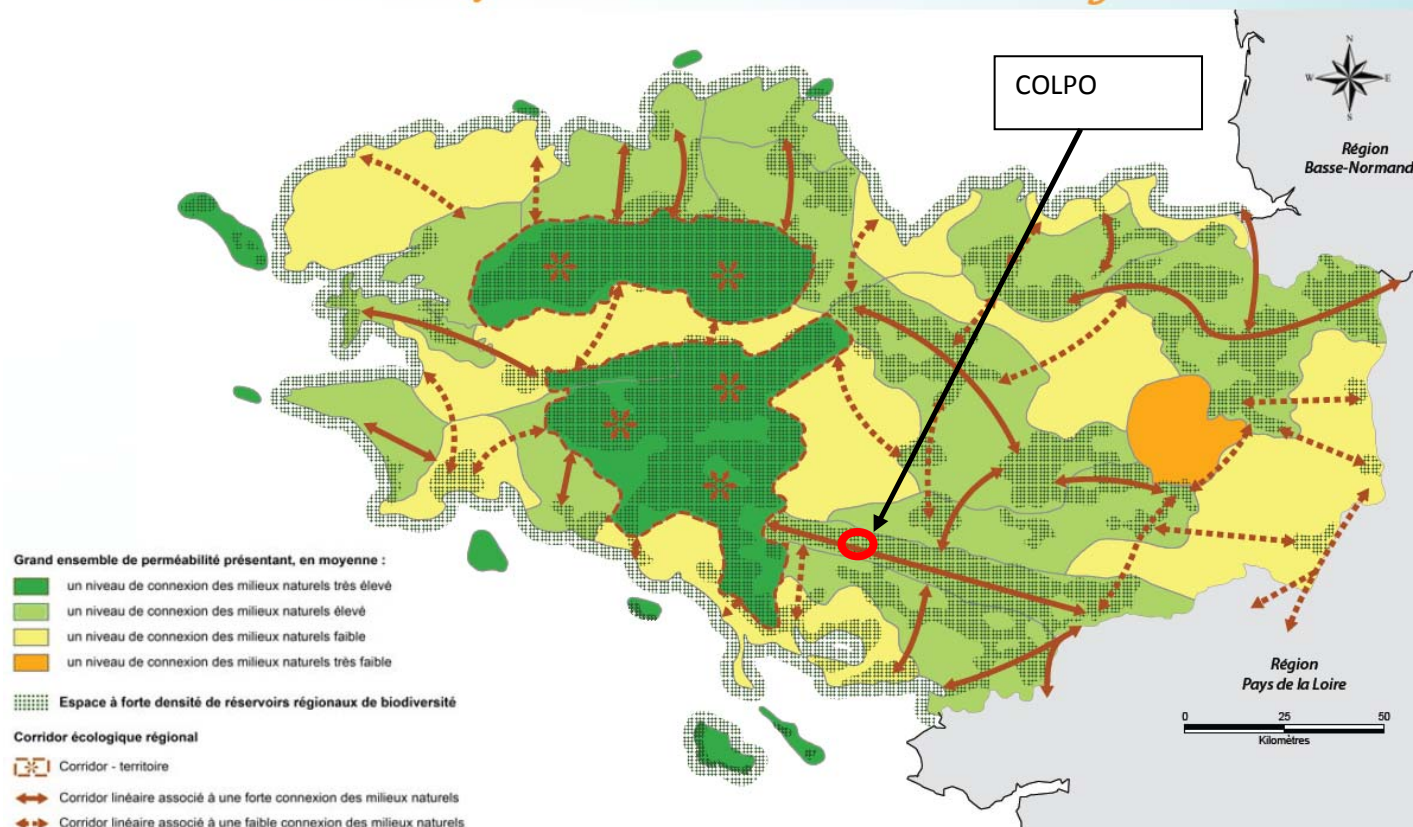 COLPO
N
W
E
S
Région
Basse-Normand
Grand ensemble de perméabilité présentant, en moyenne :
un niveau de connexion des milieux naturels très élevé
un niveau de connexion des milieux naturels élevé
un niveau de connexion des milieux naturels faible
un niveau de connexion des milieux naturels très faible
Espace à forte densité de réservoirs régionaux de biodiversité
Corridor écologique régional
Corridor - territoire
Corridor linéaire associé à une forte connexion des milieux naturels
Corridor linéaire associé à une faible connexion des milieux naturels
Région
Pays de la Loire
0 25 50
Kilomètres